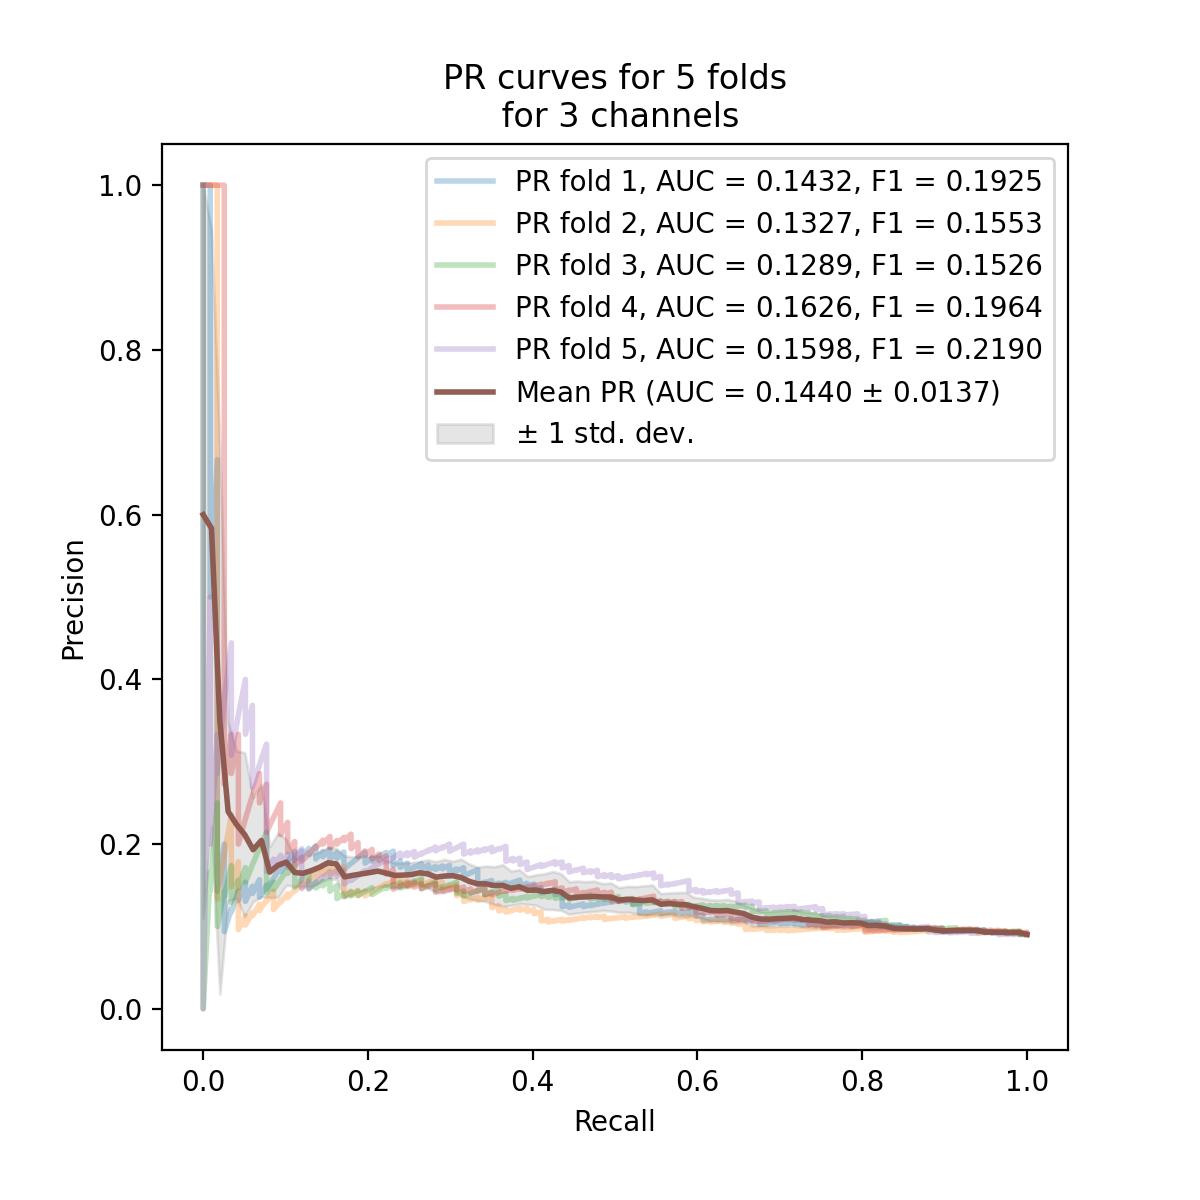 PR curves for 5 folds
for 3 channels
PR fold 1, AUC = 0.1432, F1 = 0.1925
PR fold 2, AUC = 0.1327, F1 = 0.1553
PR fold 3, AUC = 0.1289, F1 = 0.1526
PR fold 4, AUC = 0.1626, F1 = 0.1964
PR fold 5, AUC = 0.1598, F1 = 0.2190
Mean PR (AUC = 0.1440 ± 0.0137)
± 1 std. dev.
1.0
0.8
0.6
0.4
0.2
0.0
Precision
0.0 0.2 0.4 0.6 0.8 1.0
Recall